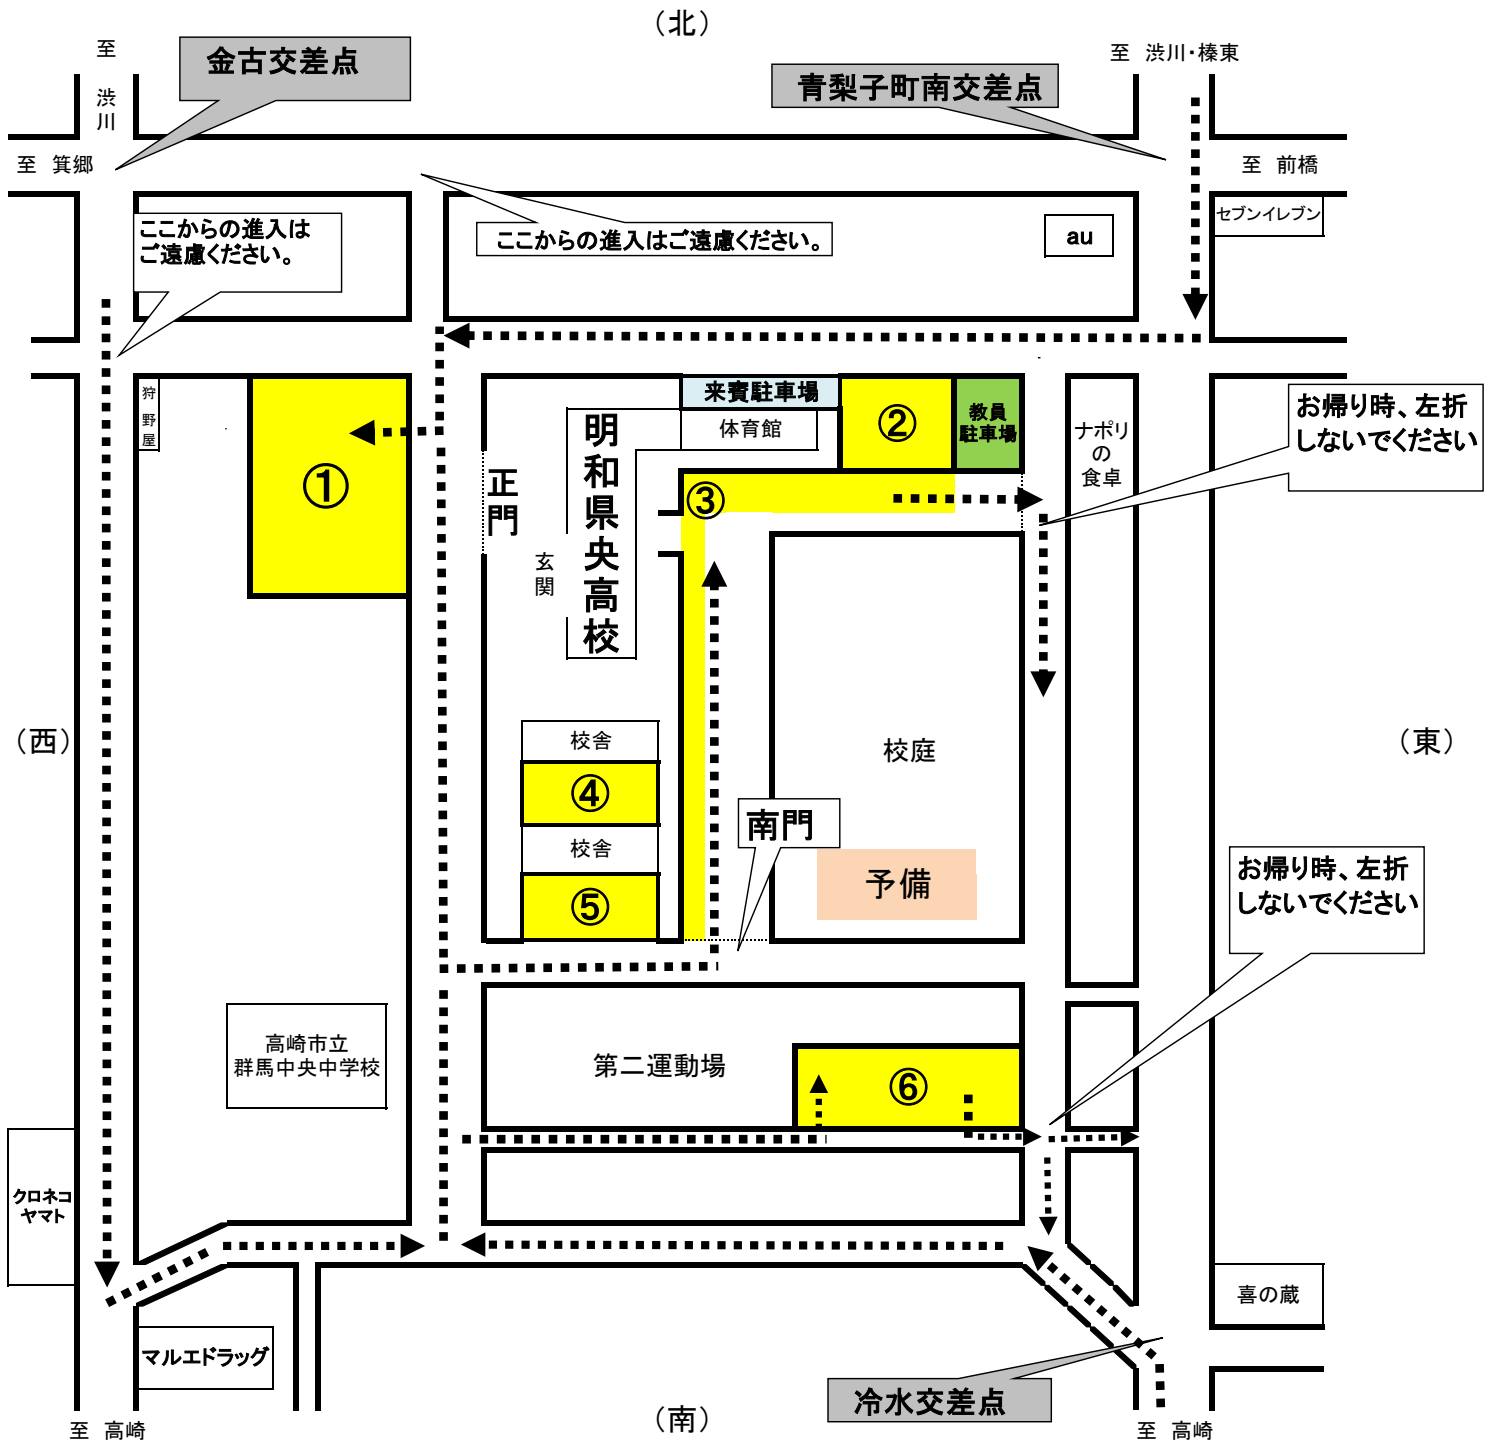 （北）
至
渋
川
金古交差点
青梨子町南交差点
至 渋川・榛東
至 箕郷
至 前橋
ここからの進入は
ご遠慮ください。
ここからの進入はご遠慮ください。
au
セブンイレブン
狩
野
屋
①
正
門
明
和
県
央
高
校
玄
関
来賓駐車場
体育館
②
教員
駐車場
③
ナポリ
の
食卓
お帰り時、左折
しないでください
（西）
（東）
校舎
④
校舎
⑤
南門
校庭
予備
お帰り時、左折
しないでください
高崎市立
群馬中央中学校
第二運動場
⑥
クロネコ
ヤマト
マルエドラッグ
喜の蔵
冷水交差点
（南）
至 高崎
至 高崎